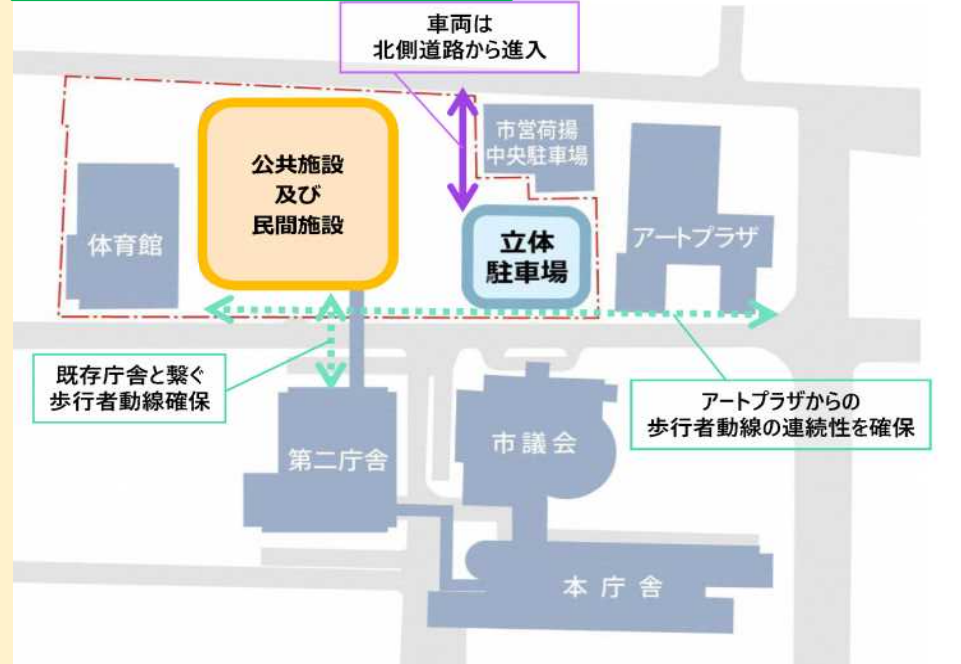 車両は
北側道路から進入
市営荷揚
中央駐車場
公共施設
及び
民間施設
体育館
立体
駐車場
アートプラザ
既存庁舎と繋ぐ
歩行者動線確保
アートプラザからの
歩行者動線の連続性を確保
第二庁舎
市議会
本庁舎